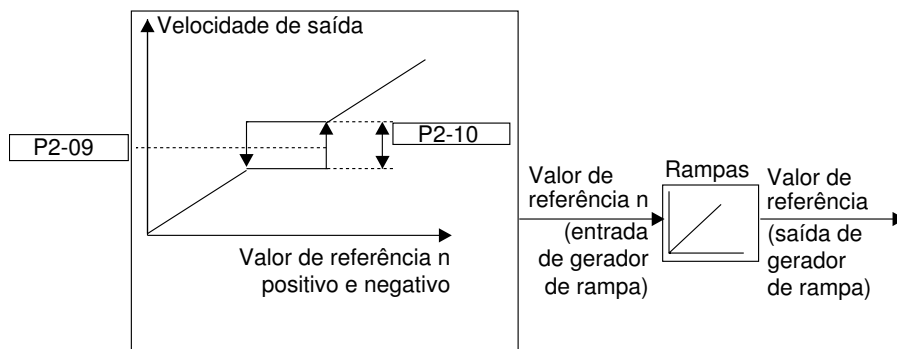 Velocidade de saída
P2-09
P2-10
Valor de referência n
positivo e negativo
Valor de
referência n
(entrada
de gerador
de rampa)
Rampas
Valor de
referência
(saída de
gerador
de rampa)